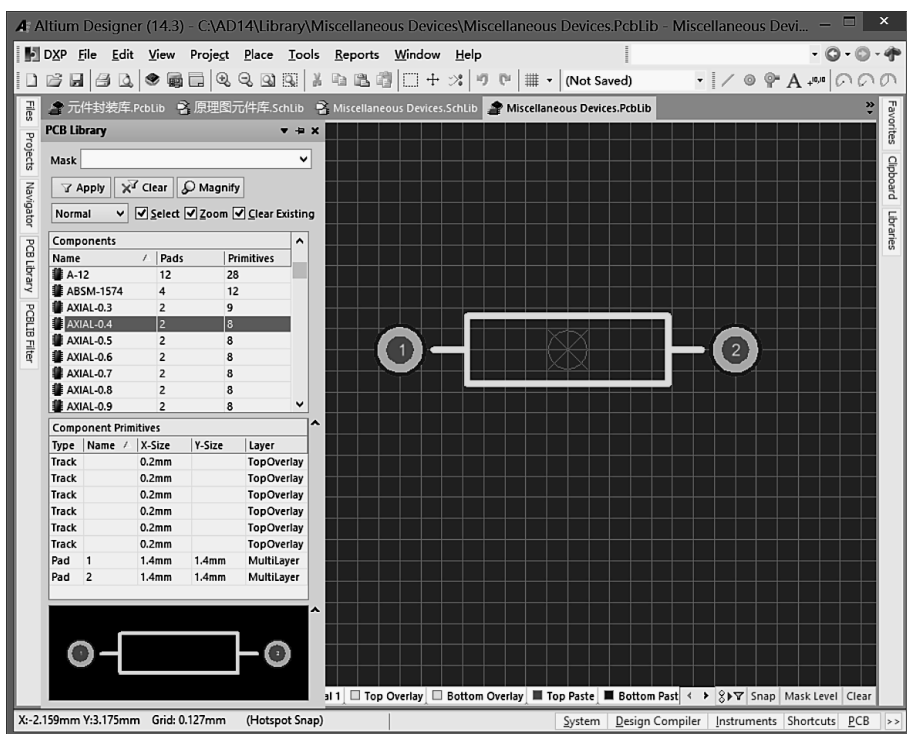 Altium Designer (14.3) - C:\AD14\Library\Miscellaneous Devices\Miscellaneous Devices.PcbLib - Miscellaneous Devi...
DXP File Edit View Project Place Tools Reports Window Help
(Not Saved)
元件封装库.PcbLib 原理图元件库.SchLib Miscellaneous Devices.SchLib Miscellaneous Devices.PcbLib
Files
Projects
Navigator
PCB Library
PCBLIB Filter
PCB Library
Mask
Apply Clear Magnify
Normal Select Zoom Clear Existing
Components
Name / Pads Primitives
A-12 12 28
ABSM-1574 4 12
AXIAL-0.3 2 9
AXIAL-0.4 2 8
AXIAL-0.5 2 8
AXIAL-0.6 2 8
AXIAL-0.7 2 8
AXIAL-0.8 2 8
AXIAL-0.9 2 8
Component Primitives
Type Name / X-Size Y-Size Layer
Track 0.2mm TopOverlay
Track 0.2mm TopOverlay
Track 0.2mm TopOverlay
Track 0.2mm TopOverlay
Track 0.2mm TopOverlay
Track 0.2mm TopOverlay
Pad 1 1.4mm 1.4mm MultiLayer
Pad 2 1.4mm 1.4mm MultiLayer
1 2
Favorites
Clipboard
Libraries
al 1 Top Overlay Bottom Overlay Top Paste Bottom Past Snap Mask Level Clear
X:-2.159mm Y:3.175mm Grid: 0.127mm (Hotspot Snap) System Design Compiler Instruments Shortcuts PCB >>